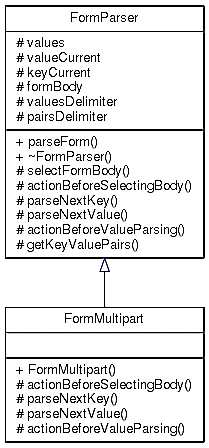 FormParser
# values
# valueCurrent
# keyCurrent
# formBody
# valuesDelimiter
# pairsDelimiter
+ parseForm()
+ ~FormParser()
# selectFormBody()
# actionBeforeSelectingBody()
# parseNextKey()
# parseNextValue()
# actionBeforeValueParsing()
# getKeyValuePairs()
FormMultipart
+ FormMultipart()
# actionBeforeSelectingBody()
# parseNextKey()
# parseNextValue()
# actionBeforeValueParsing()